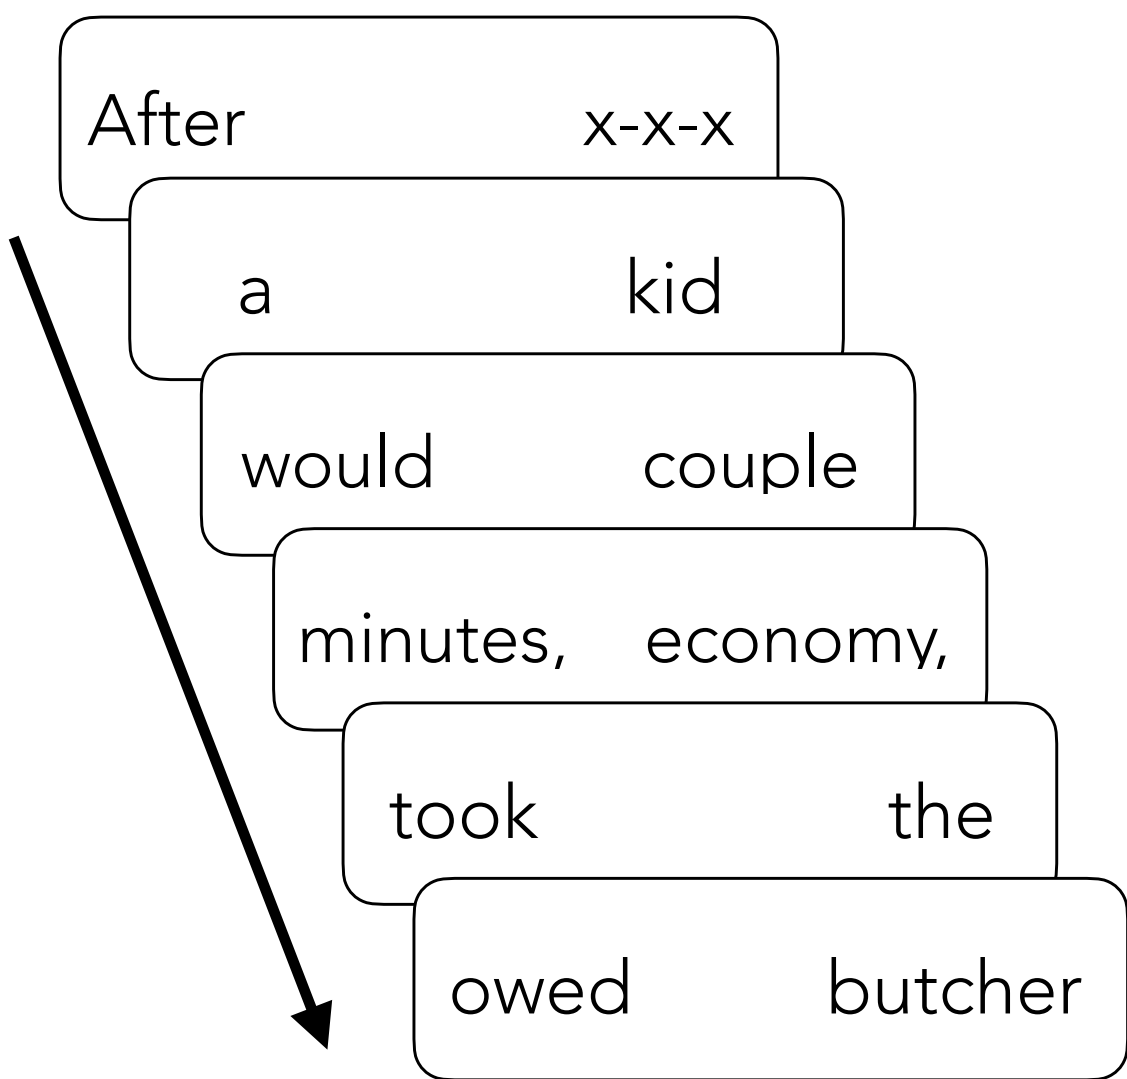 After x-x-x
a kid
would couple
minutes, economy,
took the
owed butcher